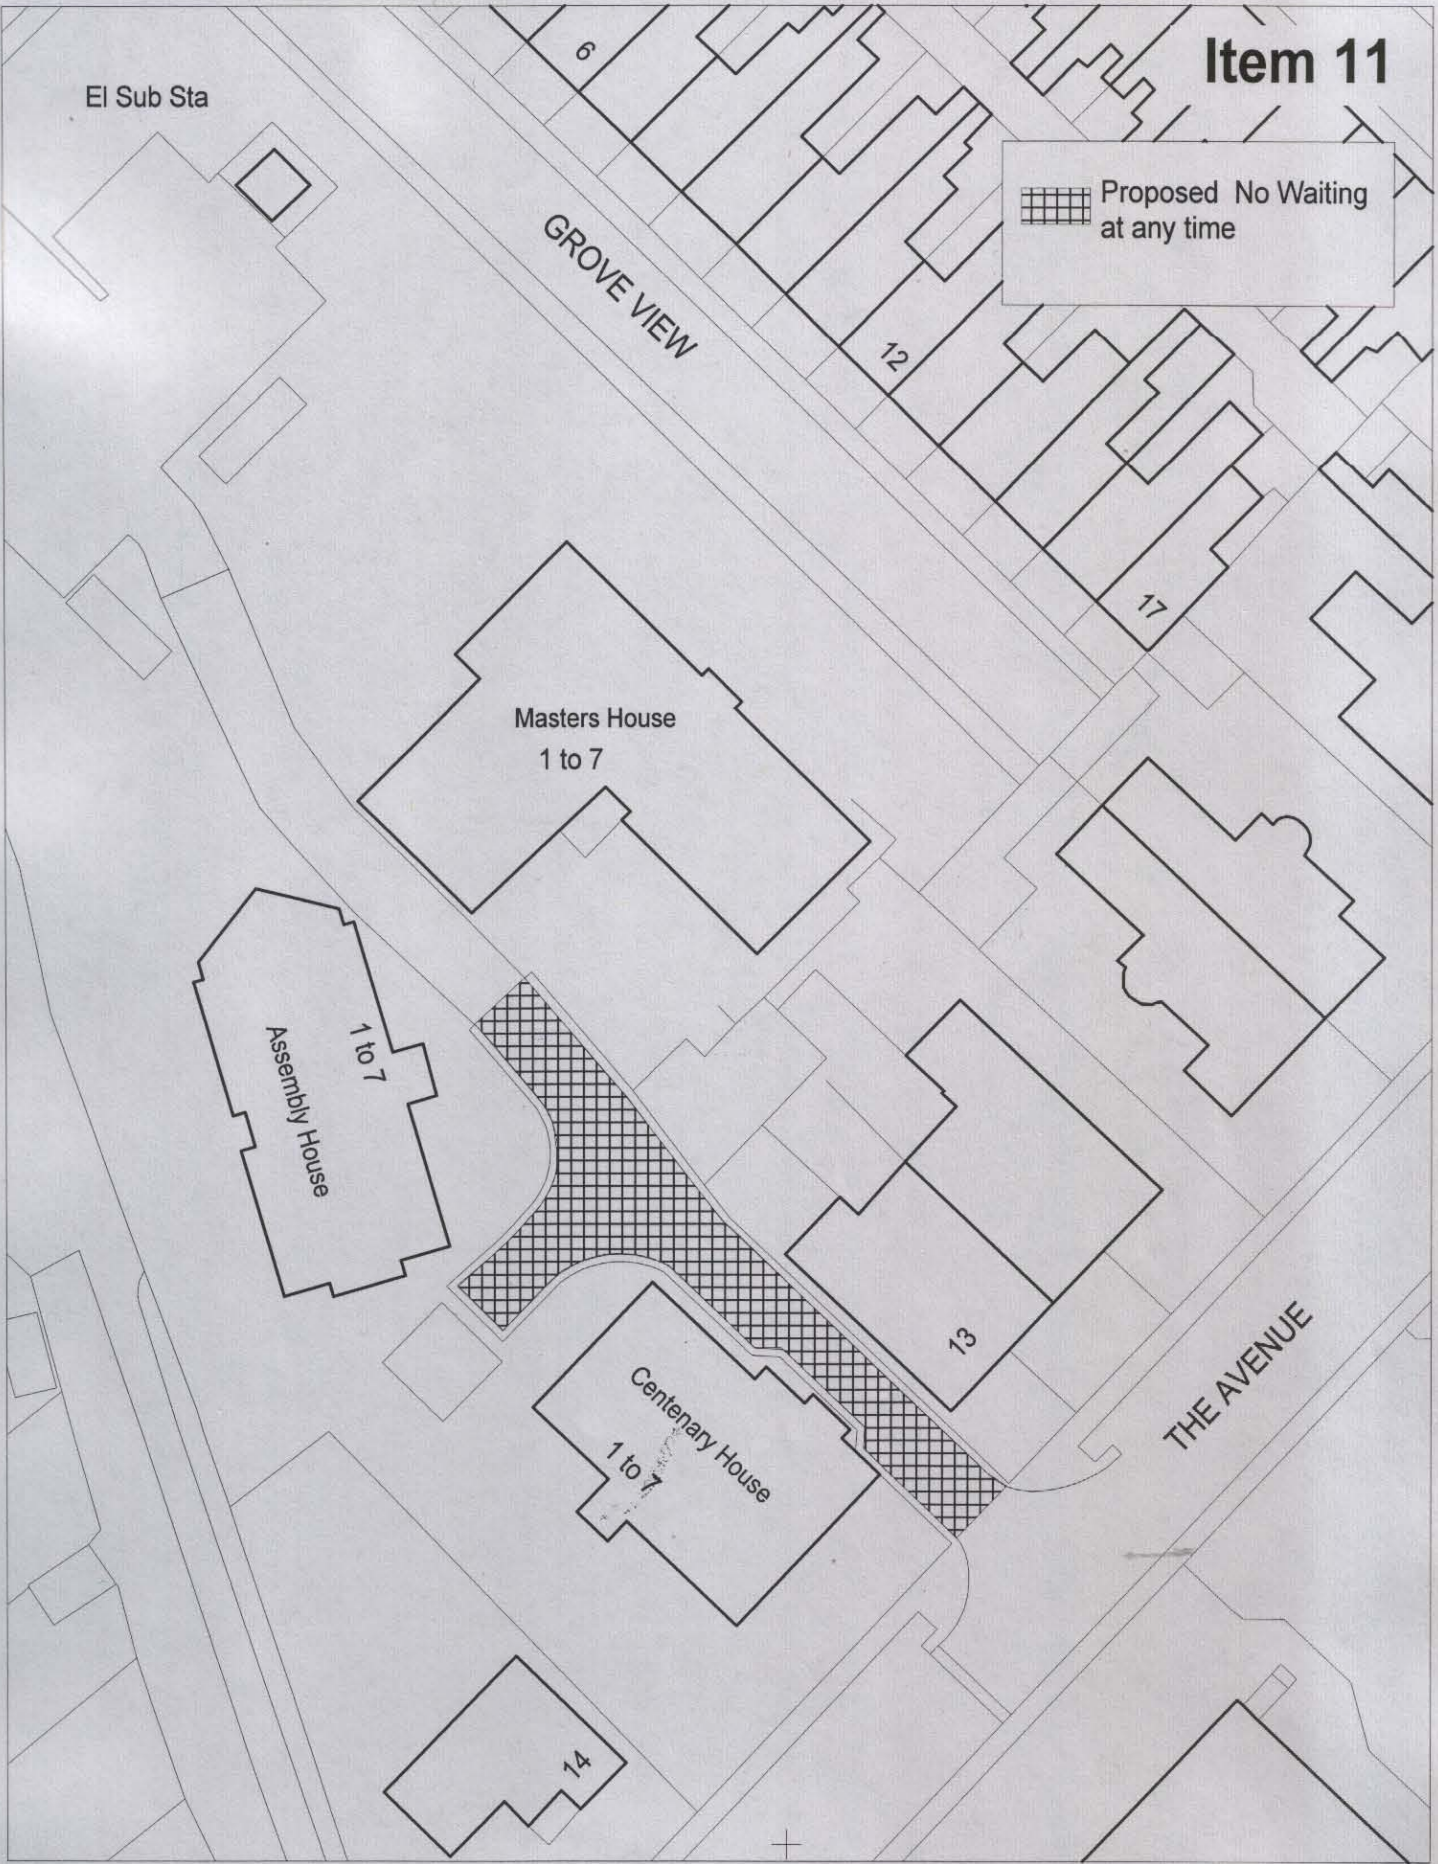 Item 11
6
El Sub Sta
Proposed No Waiting
at any time
GROVE VIEW
12
17
Masters House
1 to 7
1 to 7
Assembly House
13
THE AVENUE
Centenary House
1 to 7
14